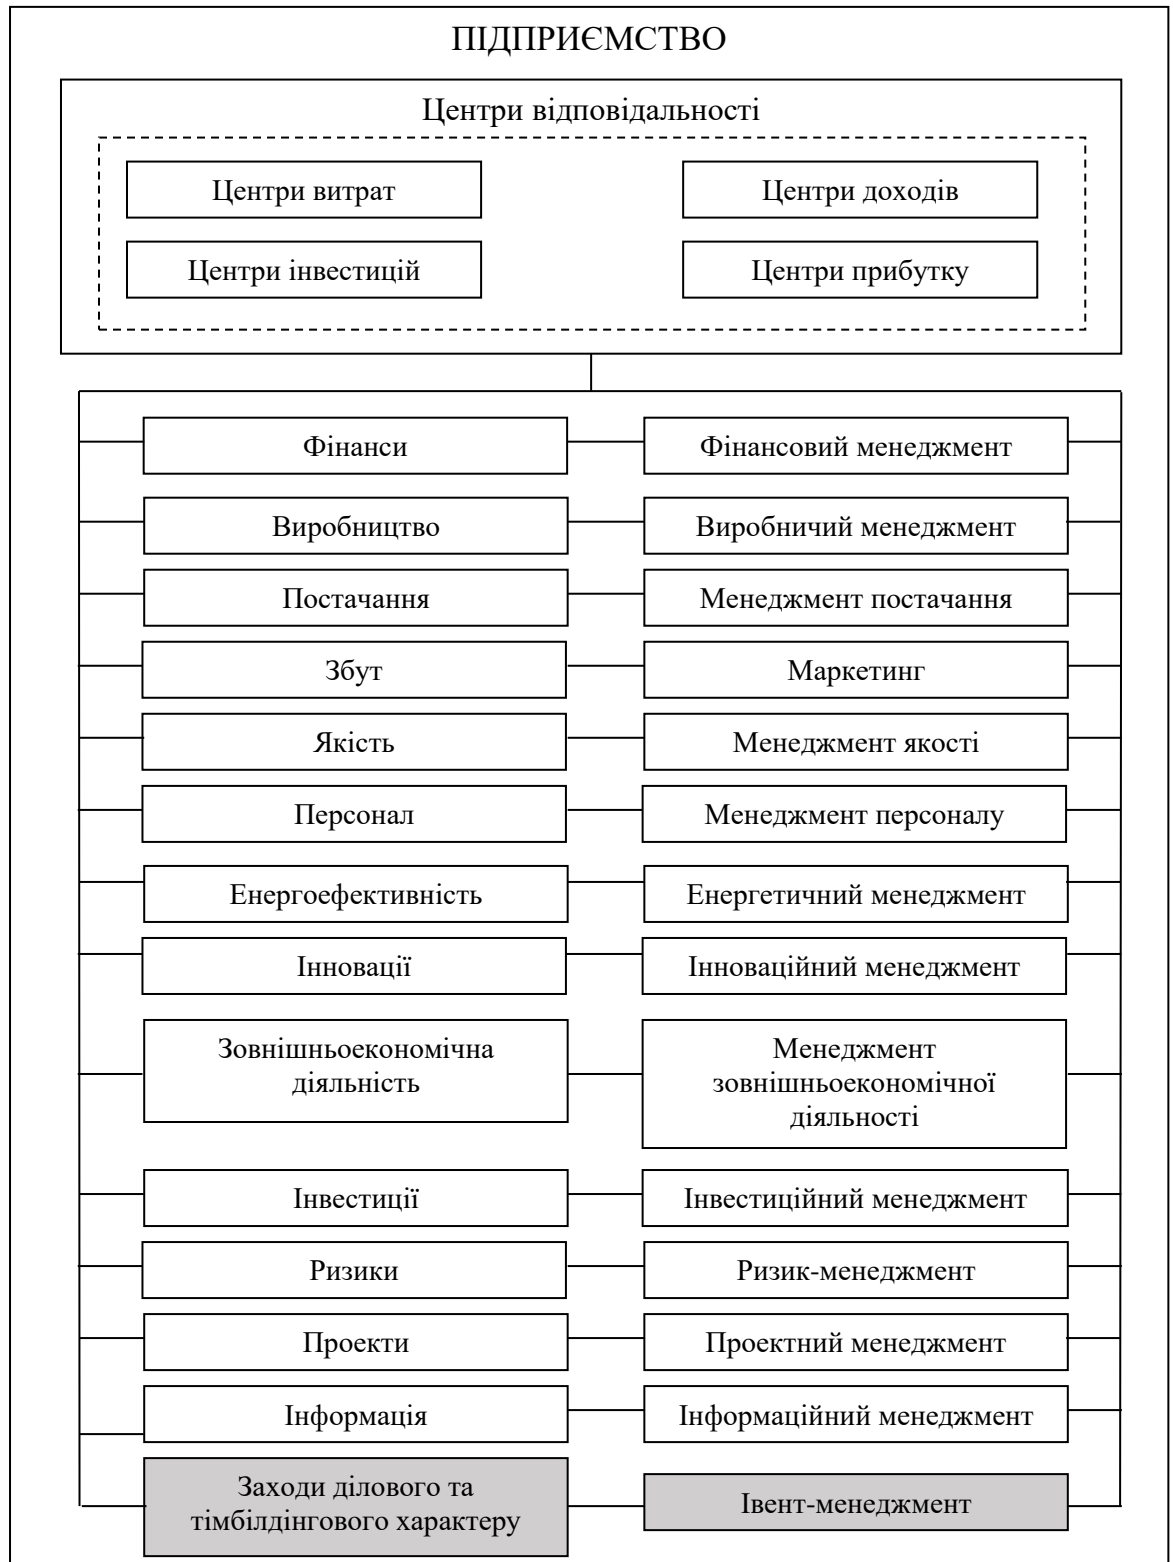 ПІДПРИЄМСТВО
Центри відповідальності
Центри витрат
Центри доходів
Центри інвестицій
Центри прибутку
Фінанси
Фінансовий менеджмент
Виробництво
Виробничий менеджмент
Постачання
Менеджмент постачання
Збут
Маркетинг
Якість
Менеджмент якості
Персонал
Менеджмент персоналу
Енергоефективність
Енергетичний менеджмент
Інновації
Інноваційний менеджмент
Зовнішньоекономічна
діяльність
Менеджмент
зовнішньоекономічної
діяльності
Інвестиції
Інвестиційний менеджмент
Ризики
Ризик-менеджмент
Проекти
Проектний менеджмент
Інформація
Інформаційний менеджмент
Заходи ділового та
тімбілдінгового характеру
Івент-менеджмент